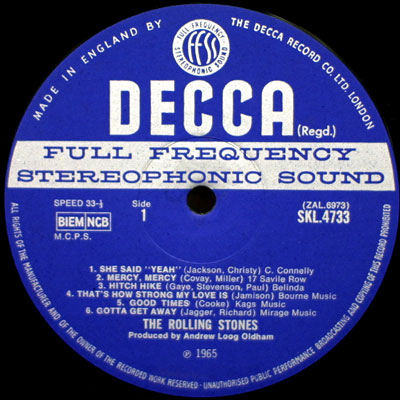 MADE IN ENGLAND BY
THE DECCA RECORD CO. LTD. LONDON
FULL FREQUENCY
FFSS
STEREOPHONIC SOUND
DECCA (Regd.)
FULL FREQUENCY
STEREOPHONIC SOUND
SPEED 33-⅓
Side
(ZAL.6973)
BIEM NCB
1
SKL.4733
M.C.P.S.
1. SHE SAID "YEAH" (Jackson, Christy) C. Connelly
2. MERCY, MERCY (Covay, Miller) 17 Savile Row
3. HITCH HIKE (Gaye, Stevenson, Paul) Belinda
4. THAT'S HOW STRONG MY LOVE IS (Jamison) Bourne Music
5. GOOD TIMES (Cooke) Kags Music
6. GOTTA GET AWAY (Jagger, Richard) Mirage Music
THE ROLLING STONES
Produced by Andrew Loog Oldham
℗ 1965
ALL RIGHTS OF THE MANUFACTURER AND OF THE OWNER OF THE RECORDED WORK RESERVED · UNAUTHORISED PUBLIC PERFORMANCE BROADCASTING AND COPYING OF THIS RECORD PROHIBITED